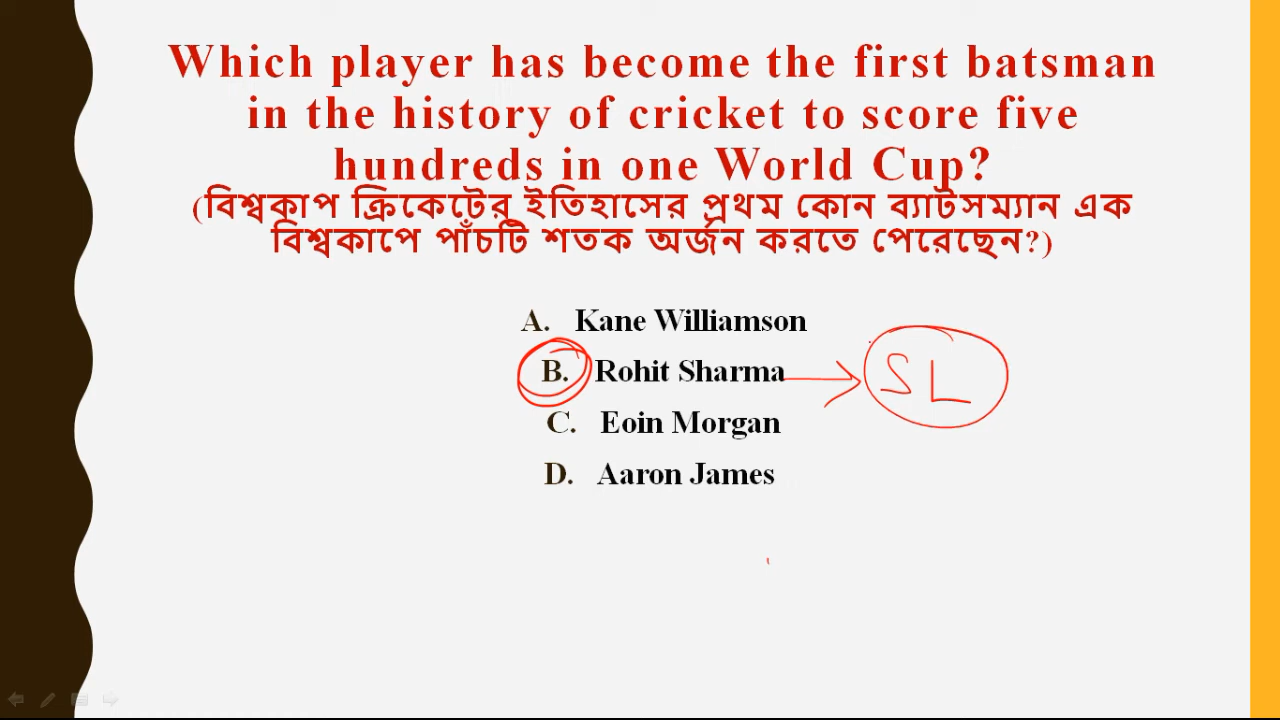 Which player has become the first batsman
in the history of cricket to score five
hundreds in one World Cup?
(বিশ্বকাপ ক্রিকেটের ইতিহাসের প্রথম কোন ব্যাটসম্যান এক
বিশ্বকাপে পাঁচটি শতক অর্জন করতে পেরেছেন?)
A. Kane Williamson
B. Rohit Sharma SL
C. Eoin Morgan
D. Aaron James